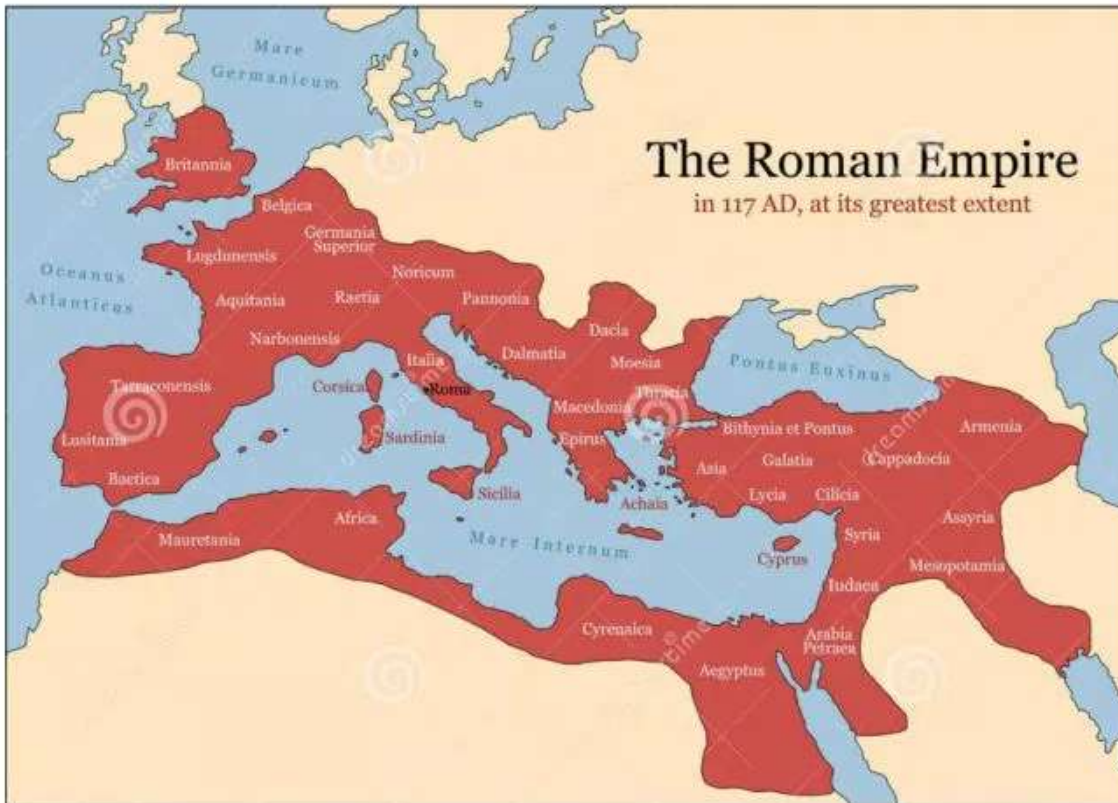 Mare
Germanicum
The Roman Empire
in 117 AD, at its greatest extent
Britannia
Belgica
Germania
Superior
Lugdunensis
Oceanus
Atlanticus
Noricum
Aquitania
Raetia
Pannonia
Narbonensis
Dacia
Italia
Dalmatia
Moesia
Pontus Euxinus
Tarraconensis
Corsica
Roma
Thracia
Macedonia
Lusitania
Sardinia
Epirus
Bithynia et Pontus
Armenia
Asia
Galatia
Cappadocia
Baetica
Sicilia
Achaia
Lycia
Cilicia
Africa
Assyria
Mauretania
Mare Internum
Cyprus
Syria
Mesopotamia
Iudaea
Cyrenaica
Arabia
Petraea
Aegyptus